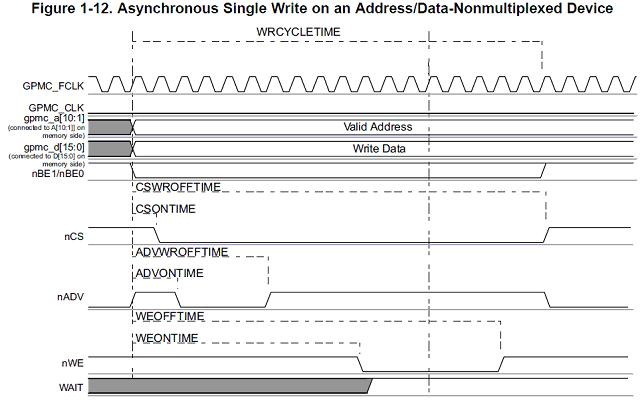 Figure 1-12. Asynchronous Single Write on an Address/Data-Nonmultiplexed Device
WRCYCLETIME
GPMC_FCLK
GPMC_CLK
gpmc_a[10:1]
(connected to A[10:1]] on
memory side)
Valid Address
gpmc_d[15:0]
(connected to D[15:0] on
memory side)
Write Data
nBE1/nBE0
CSWROFFTIME
CSONTIME
nCS
ADVWROFFTIME
ADVONTIME
nADV
WEOFFTIME
WEONTIME
nWE
WAIT